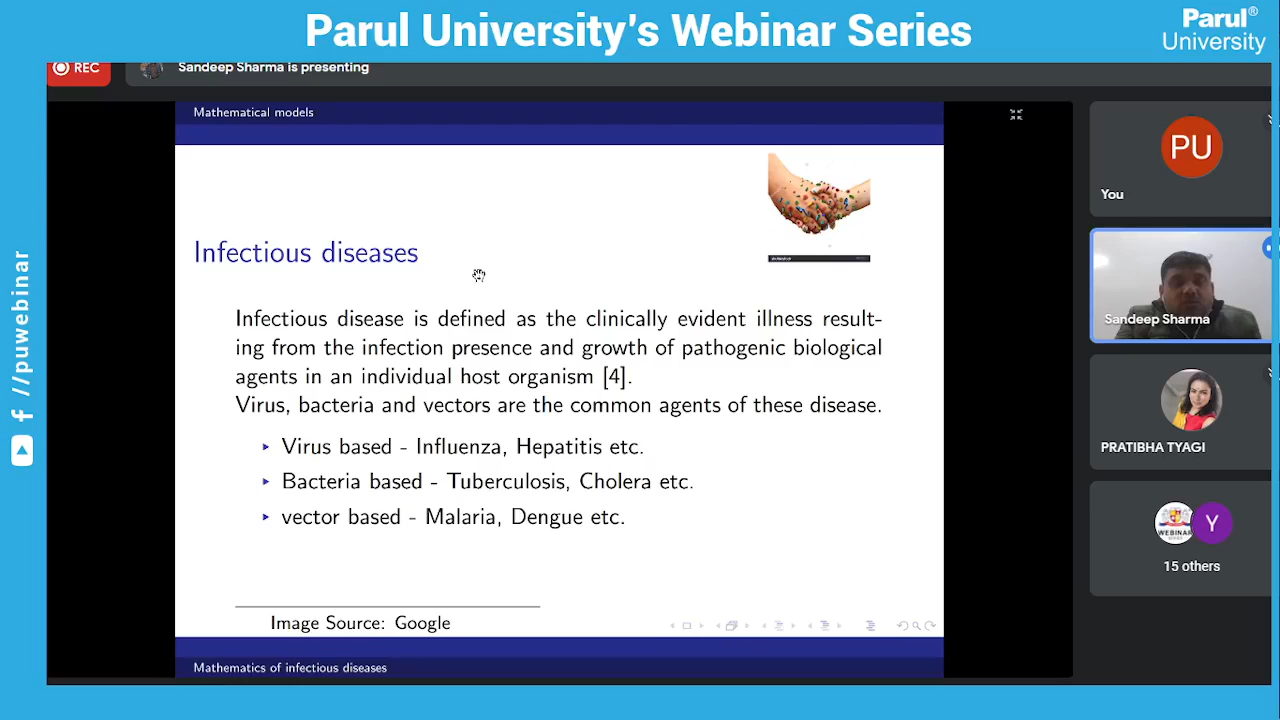 Parul University's Webinar Series
Parul®
University
REC
Sandeep Sharma is presenting
Mathematical models
PU
You
Infectious diseases
Infectious disease is defined as the clinically evident illness result-
ing from the infection presence and growth of pathogenic biological
agents in an individual host organism [4].
Virus, bacteria and vectors are the common agents of these disease.
Virus based - Influenza, Hepatitis etc.
Bacteria based - Tuberculosis, Cholera etc.
vector based - Malaria, Dengue etc.
Image Source: Google
Mathematics of infectious diseases
Sandeep Sharma
PRATIBHA TYAGI
WEBINAR
Y
15 others
//puwebinar